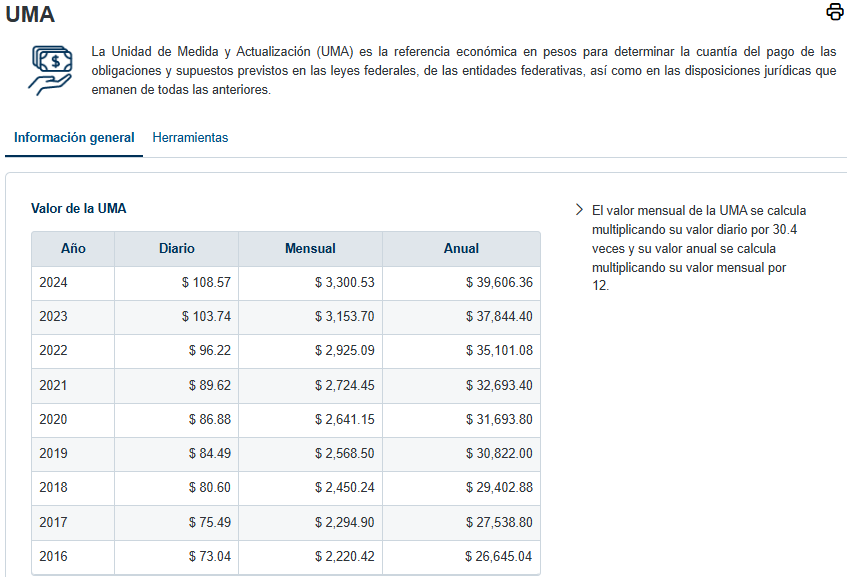 UMA
La Unidad de Medida y Actualización (UMA) es la referencia económica en pesos para determinar la cuantía del pago de las
obligaciones y supuestos previstos en las leyes federales, de las entidades federativas, así como en las disposiciones jurídicas que
emanen de todas las anteriores.
Información general Herramientas
Valor de la UMA
Año Diario Mensual Anual
2024 $ 108.57 $ 3,300.53 $ 39,606.36
2023 $ 103.74 $ 3,153.70 $ 37,844.40
2022 $ 96.22 $ 2,925.09 $ 35,101.08
2021 $ 89.62 $ 2,724.45 $ 32,693.40
2020 $ 86.88 $ 2,641.15 $ 31,693.80
2019 $ 84.49 $ 2,568.50 $ 30,822.00
2018 $ 80.60 $ 2,450.24 $ 29,402.88
2017 $ 75.49 $ 2,294.90 $ 27,538.80
2016 $ 73.04 $ 2,220.42 $ 26,645.04
El valor mensual de la UMA se calcula
multiplicando su valor diario por 30.4
veces y su valor anual se calcula
multiplicando su valor mensual por
12.